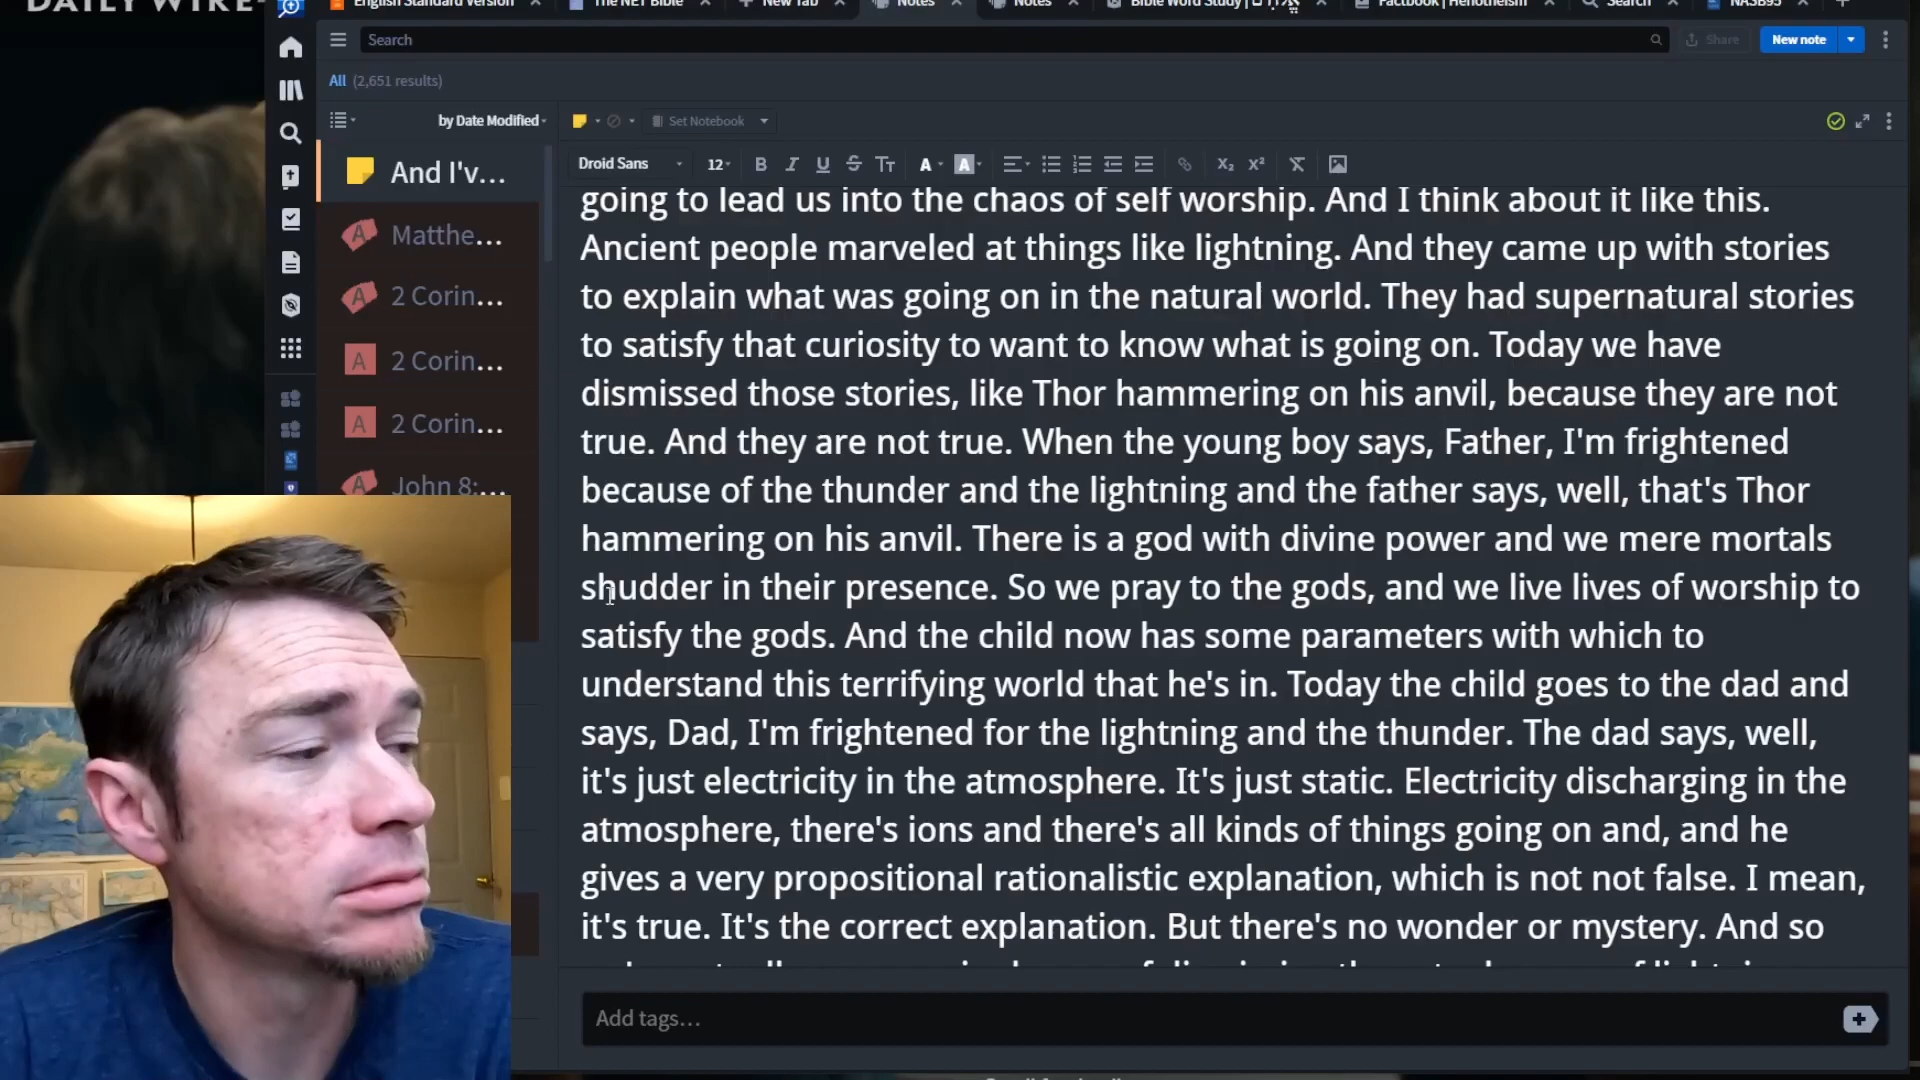 DAILY WIRE
English Standard Version
The NET Bible
New Tab
Notes
Notes
Bible Word Study |
Factbook | Henotheism
Search
NASB95
Search
Share
New note
All (2,651 results)
by Date Modified
Set Notebook
Droid Sans
12
And I'v...
Matthe...
2 Corin...
2 Corin...
2 Corin...
John 8:...
going to lead us into the chaos of self worship. And I think about it like this.
Ancient people marveled at things like lightning. And they came up with stories
to explain what was going on in the natural world. They had supernatural stories
to satisfy that curiosity to want to know what is going on. Today we have
dismissed those stories, like Thor hammering on his anvil, because they are not
true. And they are not true. When the young boy says, Father, I'm frightened
because of the thunder and the lightning and the father says, well, that's Thor
hammering on his anvil. There is a god with divine power and we mere mortals
shudder in their presence. So we pray to the gods, and we live lives of worship to
satisfy the gods. And the child now has some parameters with which to
understand this terrifying world that he's in. Today the child goes to the dad and
says, Dad, I'm frightened for the lightning and the thunder. The dad says, well,
it's just electricity in the atmosphere. It's just static. Electricity discharging in the
atmosphere, there's ions and there's all kinds of things going on and, and he
gives a very propositional rationalistic explanation, which is not not false. I mean,
it's true. It's the correct explanation. But there's no wonder or mystery. And so
Add tags...